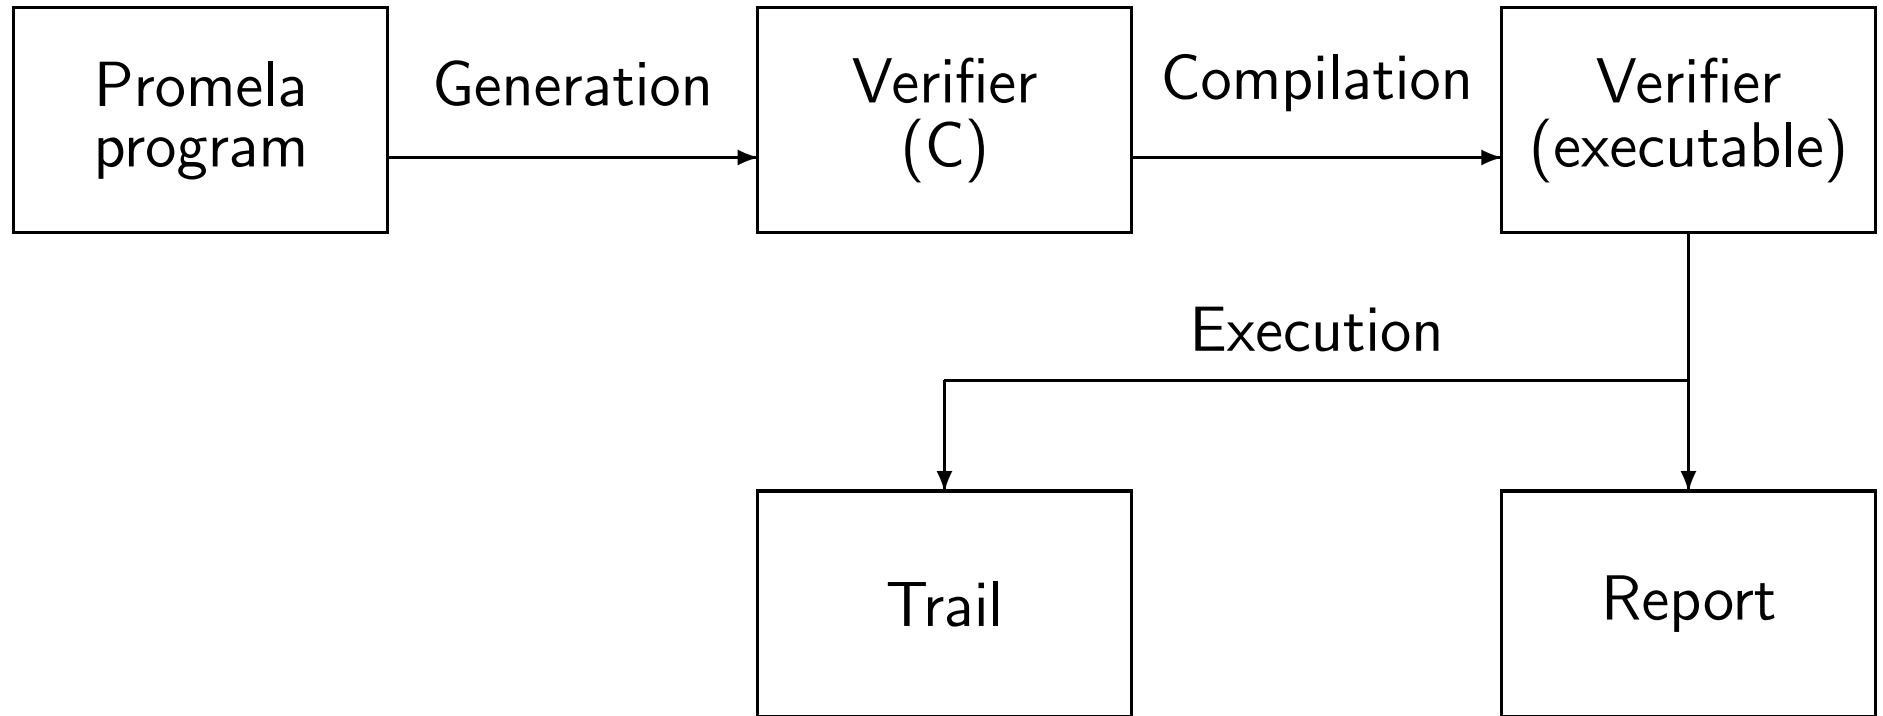 Promela
program
Generation
Verifier
(C)
Compilation
Verifier
(executable)
Execution
Trail
Report